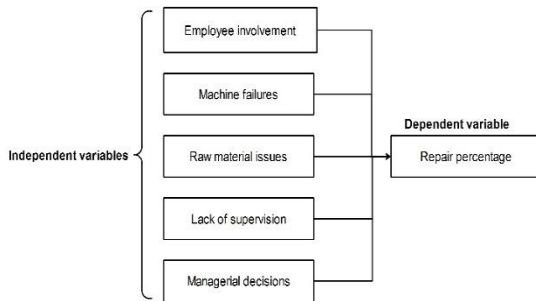 Employee involvement
Machine failures
Dependent variable
Independent variables
Raw material issues
Repair percentage
Lack of supervision
Managerial decisions